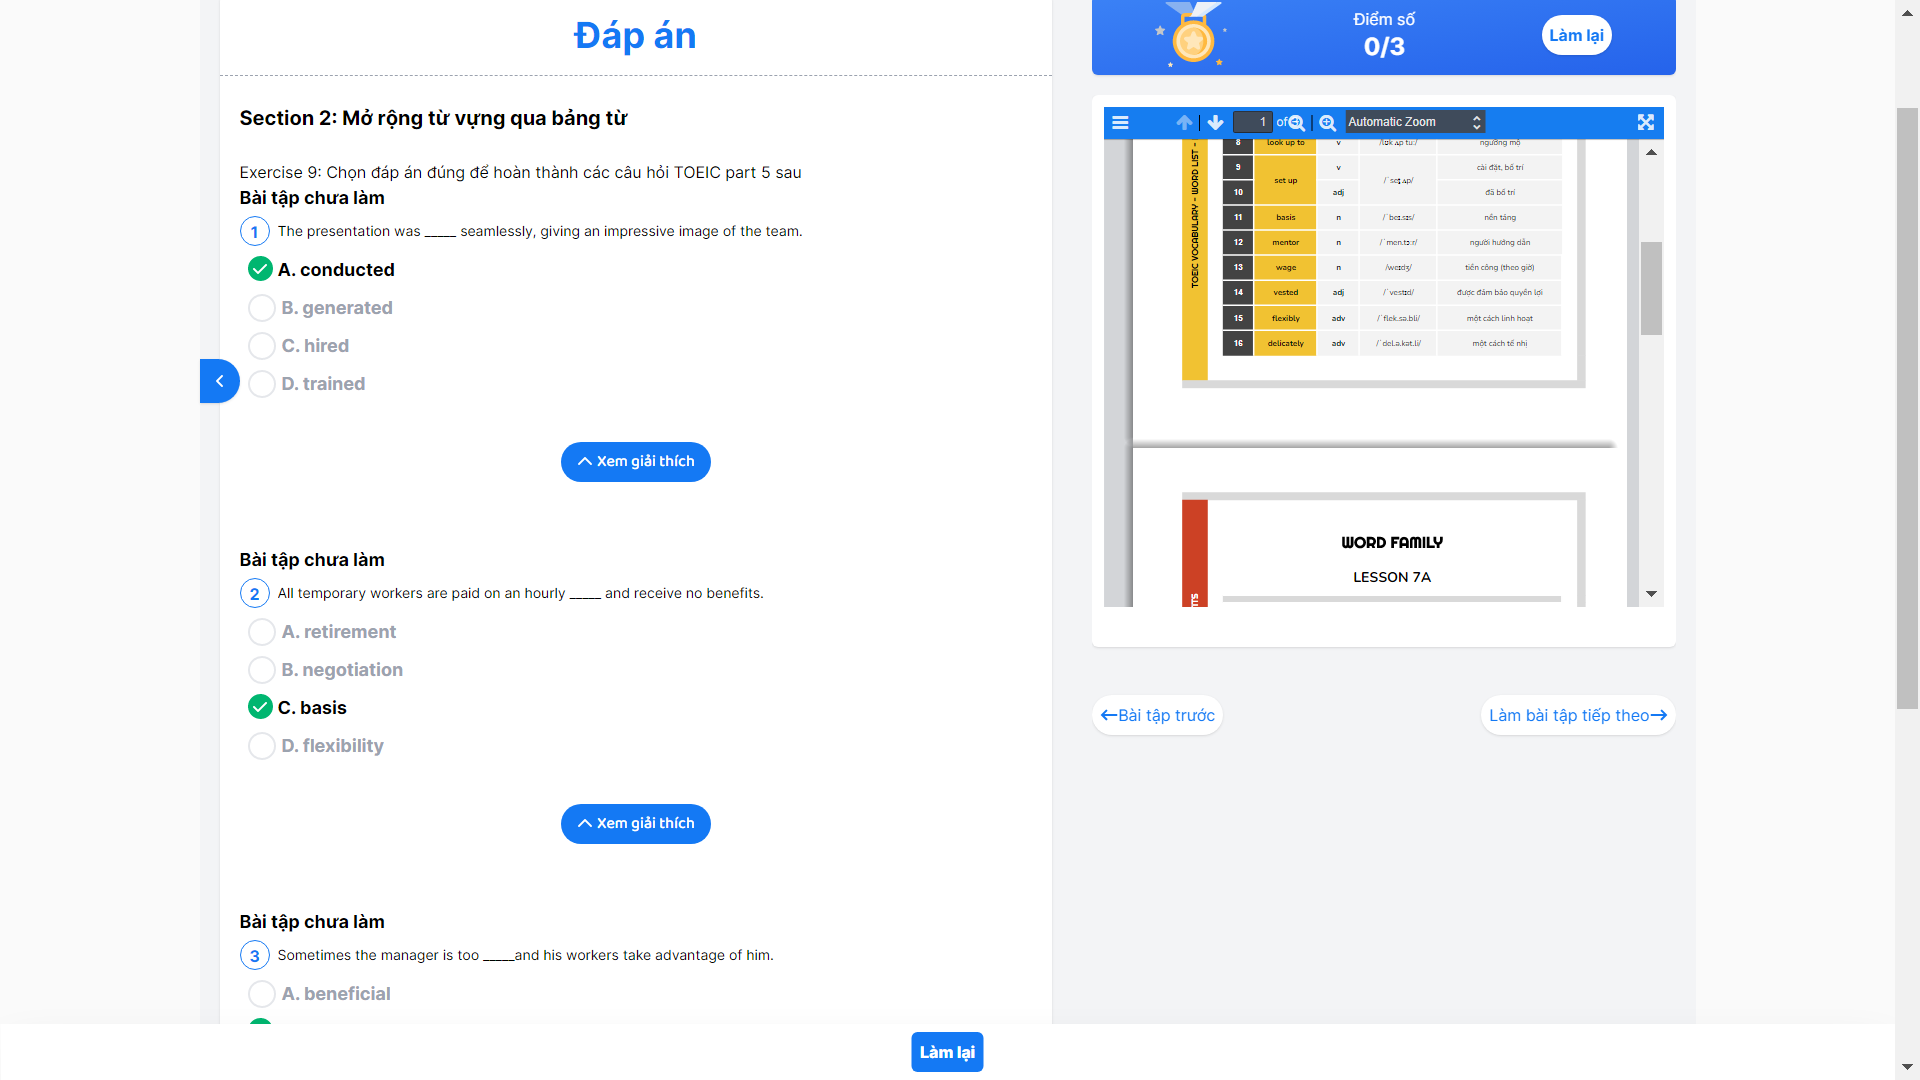 Đáp án
Section 2: Mở rộng từ vựng qua bảng từ
Exercise 9: Chọn đáp án đúng để hoàn thành các câu hỏi TOEIC part 5 sau
Bài tập chưa làm
1 The presentation was _____ seamlessly, giving an impressive image of the team.
A. conducted
B. generated
C. hired
D. trained
Xem giải thích
Bài tập chưa làm
2 All temporary workers are paid on an hourly _____ and receive no benefits.
A. retirement
B. negotiation
C. basis
D. flexibility
Xem giải thích
Bài tập chưa làm
3 Sometimes the manager is too _____and his workers take advantage of him.
A. beneficial
Điểm số
0/3
Làm lại
1 of
Automatic Zoom
TOEIC VOCABULARY - WORD LIST -
8 look up to v /lʊk ʌp tuː/ ngưỡng mộ
9 set up v /ˈsetʌp/ cài đặt, bố trí
10 adj đã bố trí
11 basis n /ˈbeɪ.sɪs/ nền tảng
12 mentor n /ˈmen.tɔːr/ người hướng dẫn
13 wage n /weɪdʒ/ tiền công (theo giờ)
14 vested adj /ˈvestɪd/ được đảm bảo quyền lợi
15 flexibly adv /ˈflek.sə.bli/ một cách linh hoạt
16 delicately adv /ˈdel.ə.kət.li/ một cách tế nhị
WORD FAMILY
LESSON 7A
Bài tập trước
Làm bài tập tiếp theo
Làm lại